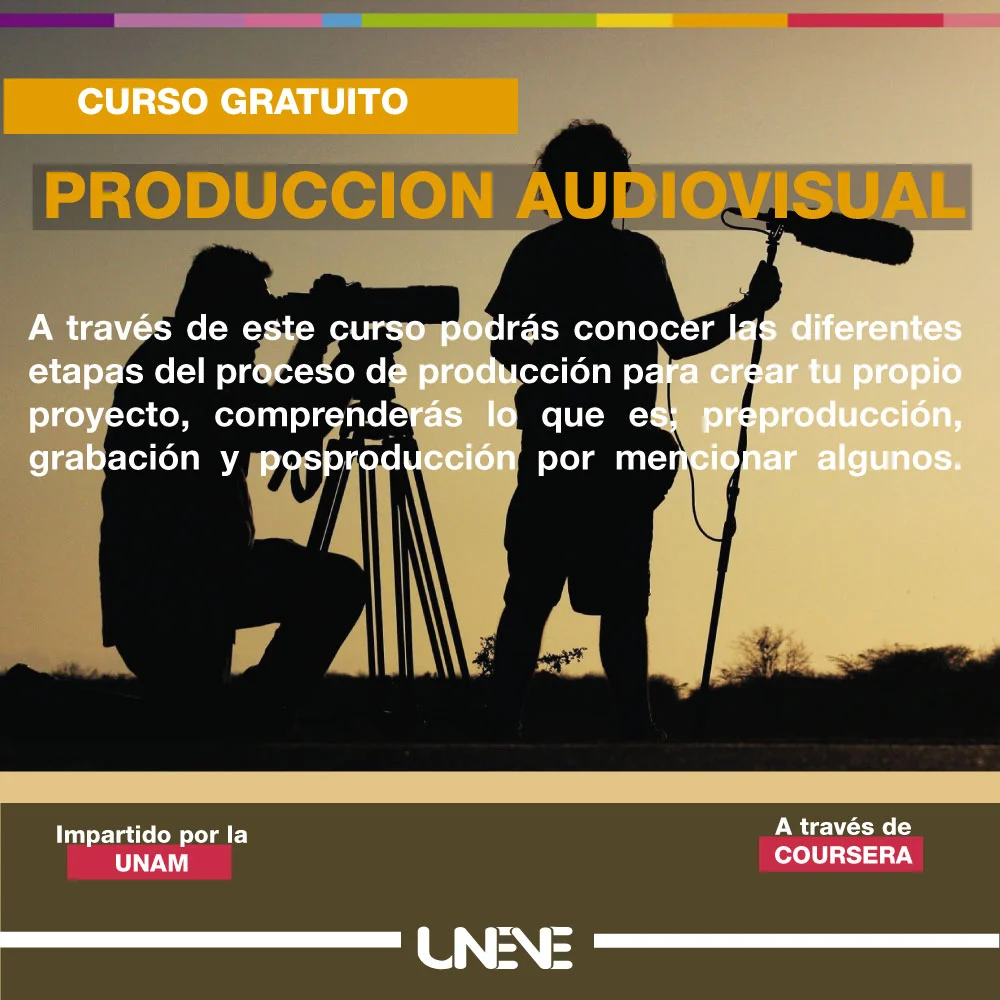 CURSO GRATUITO
PRODUCCION AUDIOVISUAL
A través de este curso podrás conocer las diferentes
etapas del proceso de producción para crear tu propio
proyecto, comprenderás lo que es; preproducción,
grabación y posproducción por mencionar algunos.
Impartido por la
UNAM
A través de
COURSERA
UNEVE